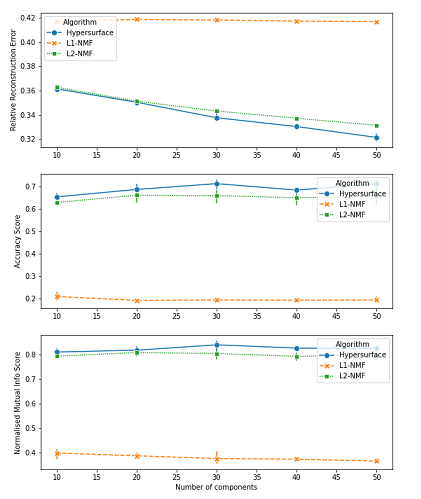 Relative Reconstruction Error
0.42
0.40
0.38
0.36
0.34
0.32
Algorithm
Hypersurface
L1-NMF
L2-NMF
10 15 20 25 30 35 40 45 50
Accuracy Score
0.7
0.6
0.5
0.4
0.3
0.2
Algorithm
Hypersurface
L1-NMF
L2-NMF
10 15 20 25 30 35 40 45 50
Normalised Mutual Info Score
0.8
0.7
0.6
0.5
0.4
Algorithm
Hypersurface
L1-NMF
L2-NMF
10 15 20 25 30 35 40 45 50
Number of components